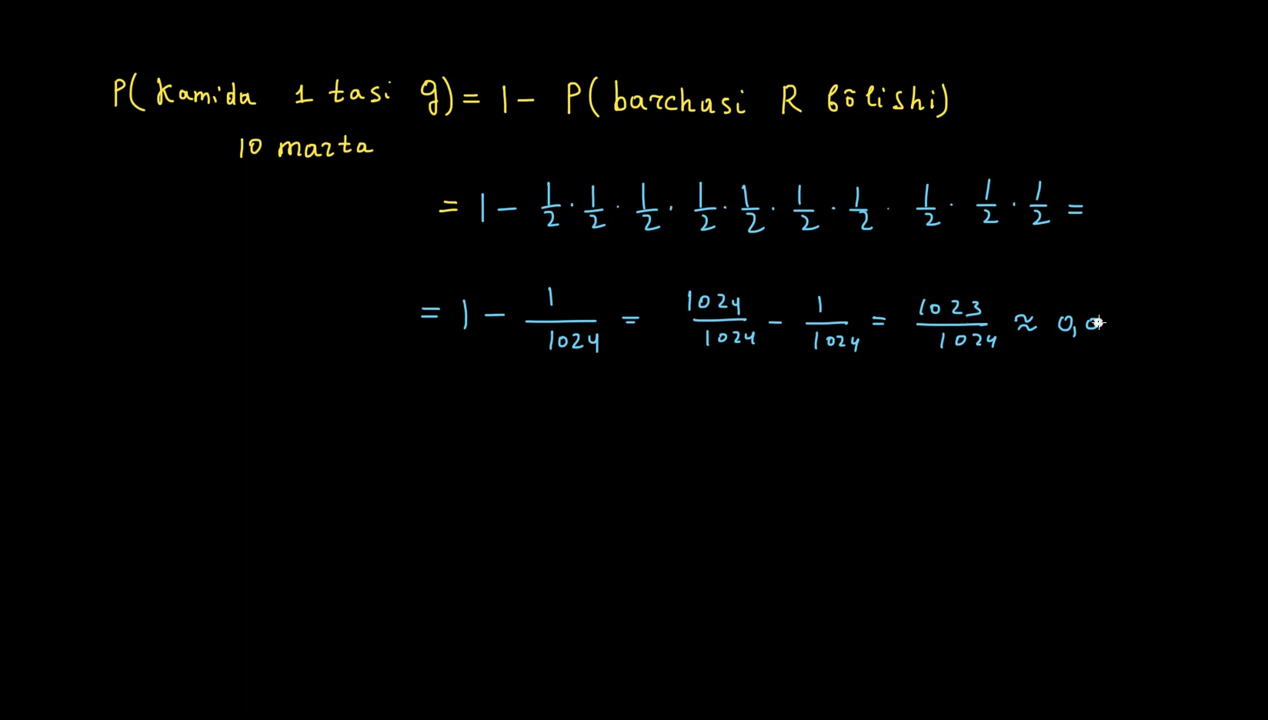 P(kamida 1 tasi g) = 1 - P(barchasi R bōlishi)
10 marta
= 1 - 1/2 · 1/2 · 1/2 · 1/2 · 1/2 · 1/2 · 1/2 · 1/2 · 1/2 · 1/2 =
= 1 - 1/1024 = 1024/1024 - 1/1024 = 1023/1024 ≈ 0,